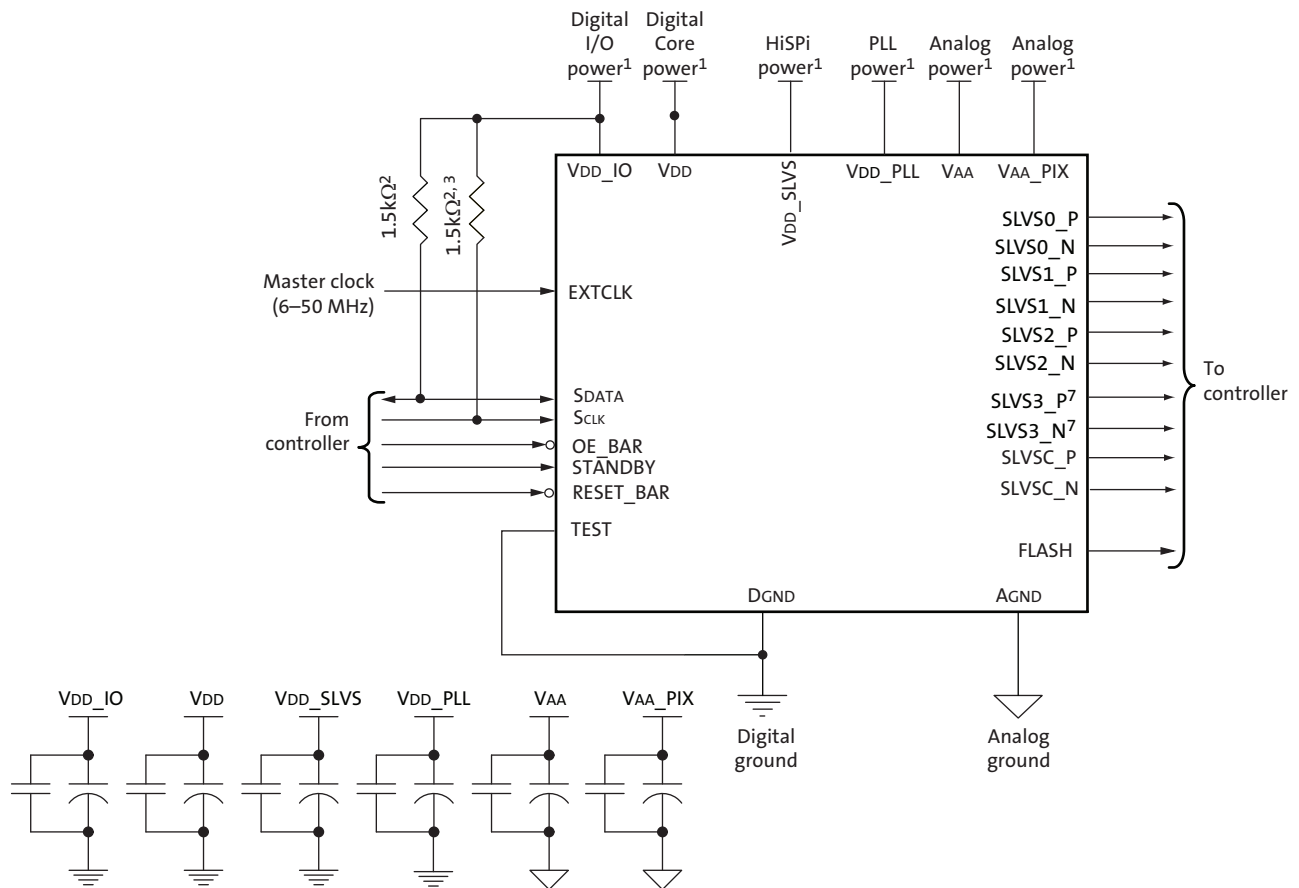 Digital
I/O
power1
Digital
Core
power1
HiSPi
power1
PLL
power1
Analog
power1
Analog
power1
VDD_IO
VDD
VDD_SLVS
VDD_PLL
VAA
VAA_PIX
1.5kΩ2
1.5kΩ2, 3
Master clock
(6–50 MHz)
EXTCLK
From
controller
SDATA
SCLK
OE_BAR
STANDBY
RESET_BAR
TEST
SLVS0_P
SLVS0_N
SLVS1_P
SLVS1_N
SLVS2_P
SLVS2_N
SLVS3_P7
SLVS3_N7
SLVSC_P
SLVSC_N
FLASH
To
controller
DGND
AGND
Digital
ground
Analog
ground
VDD_IO
VDD
VDD_SLVS
VDD_PLL
VAA
VAA_PIX